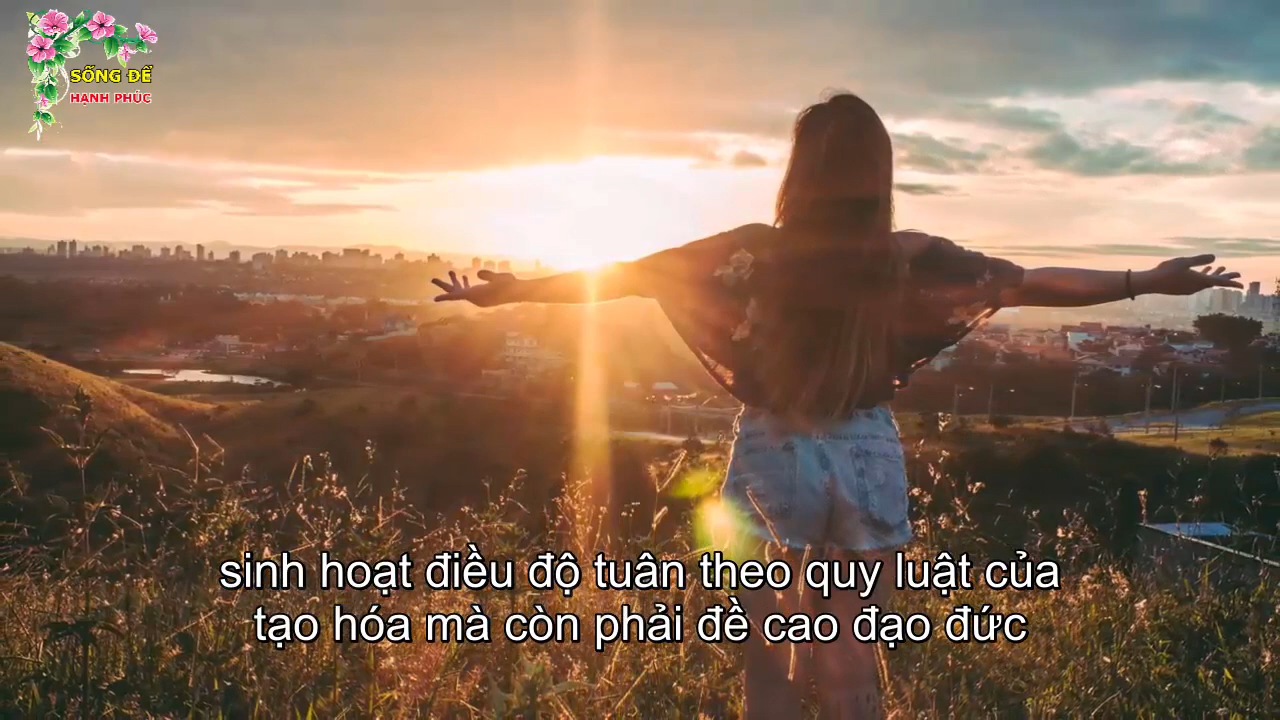 SỐNG ĐỂ
HẠNH PHÚC
sinh hoạt điều độ tuân theo quy luật của
tạo hóa mà còn phải đề cao đạo đức